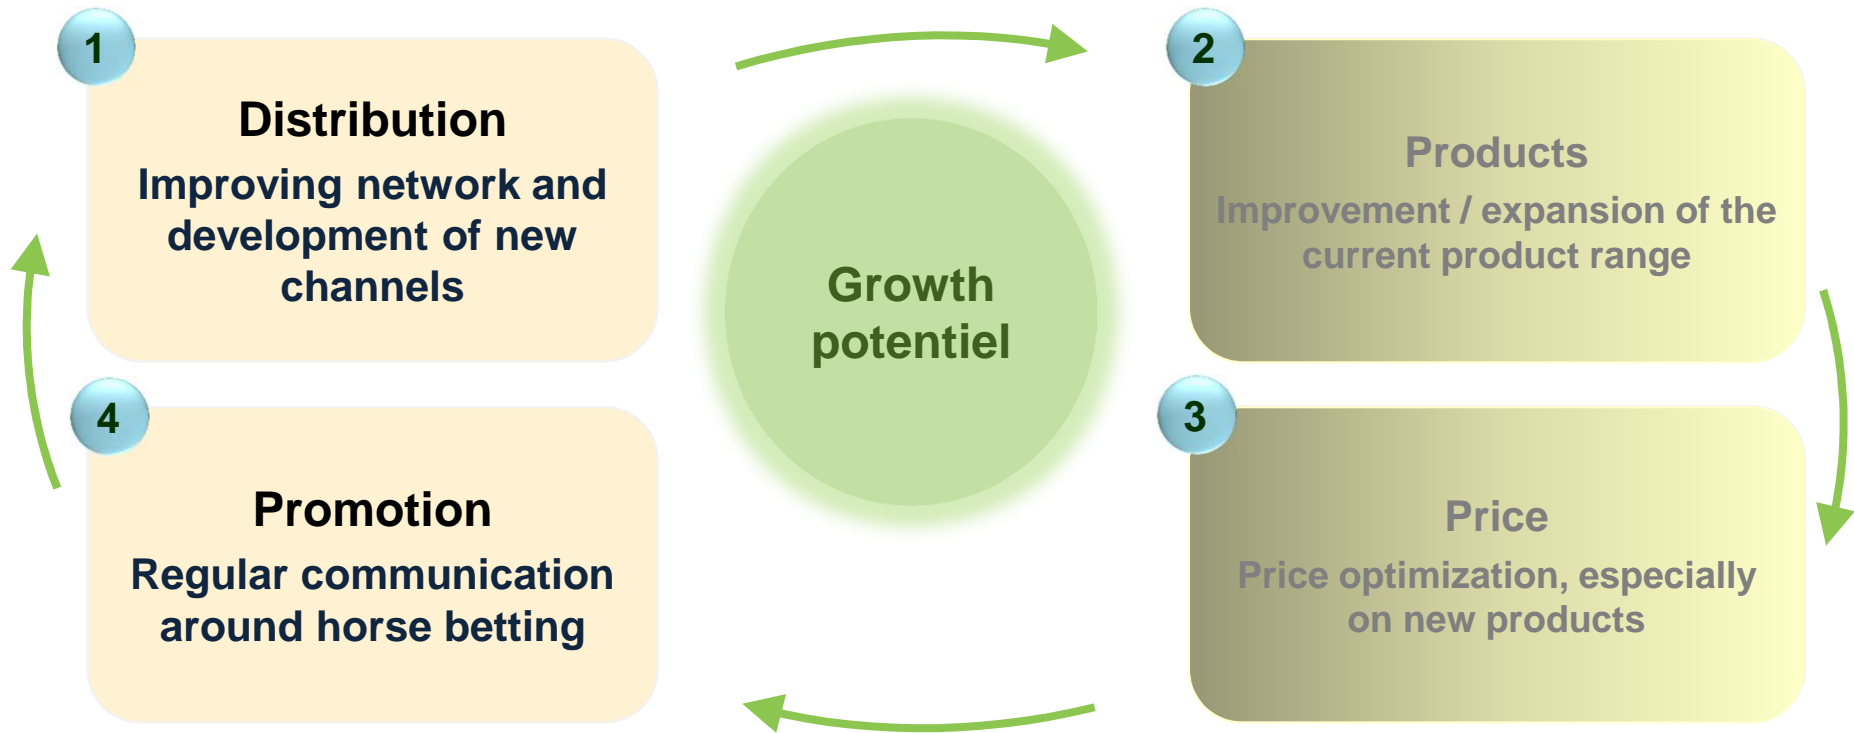 1
Distribution
Improving network and
development of new
channels
2
Products
Improvement / expansion of the
current product range
Growth
potentiel
4
Promotion
Regular communication
around horse betting
3
Price
Price optimization, especially
on new products